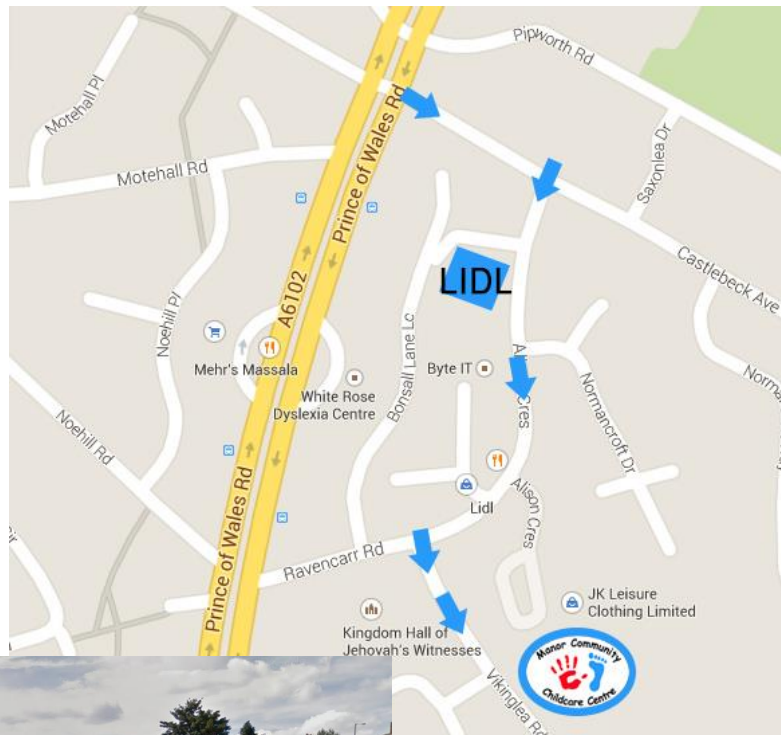 Pipworth Rd
Motehall Pl
Prince of Wales Rd
Saxonlea Dr
Motehall Rd
Castlebeck Ave
LIDL
A6102
Noehill Pl
Mehr's Massala
Bonsall Lane Lc
Byte IT
Cres
White Rose
Dyslexia Centre
Normancroft Dr
Noehill Rd
Lidl
Alison Cres
Prince of Wales Rd
Ravencarr Rd
JK Leisure
Clothing Limited
Kingdom Hall of
Jehovah's Witnesses
Manor Community
Childcare Centre
Vikinglea Rd